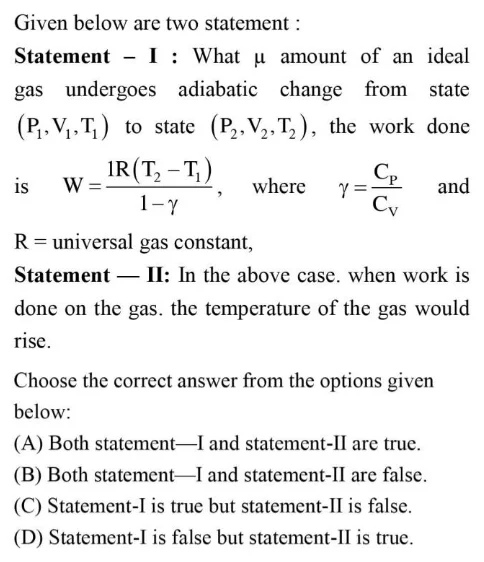 Given below are two statement :
Statement – I : What μ amount of an ideal
gas undergoes adiabatic change from state
(P₁,V₁,T₁) to state (P₂,V₂,T₂), the work done
is W = 1R(T₂ – T₁) / 1 – γ, where γ = C_P / C_V and
R = universal gas constant,
Statement — II: In the above case. when work is
done on the gas. the temperature of the gas would
rise.
Choose the correct answer from the options given
below:
(A) Both statement—I and statement-II are true.
(B) Both statement—I and statement-II are false.
(C) Statement-I is true but statement-II is false.
(D) Statement-I is false but statement-II is true.